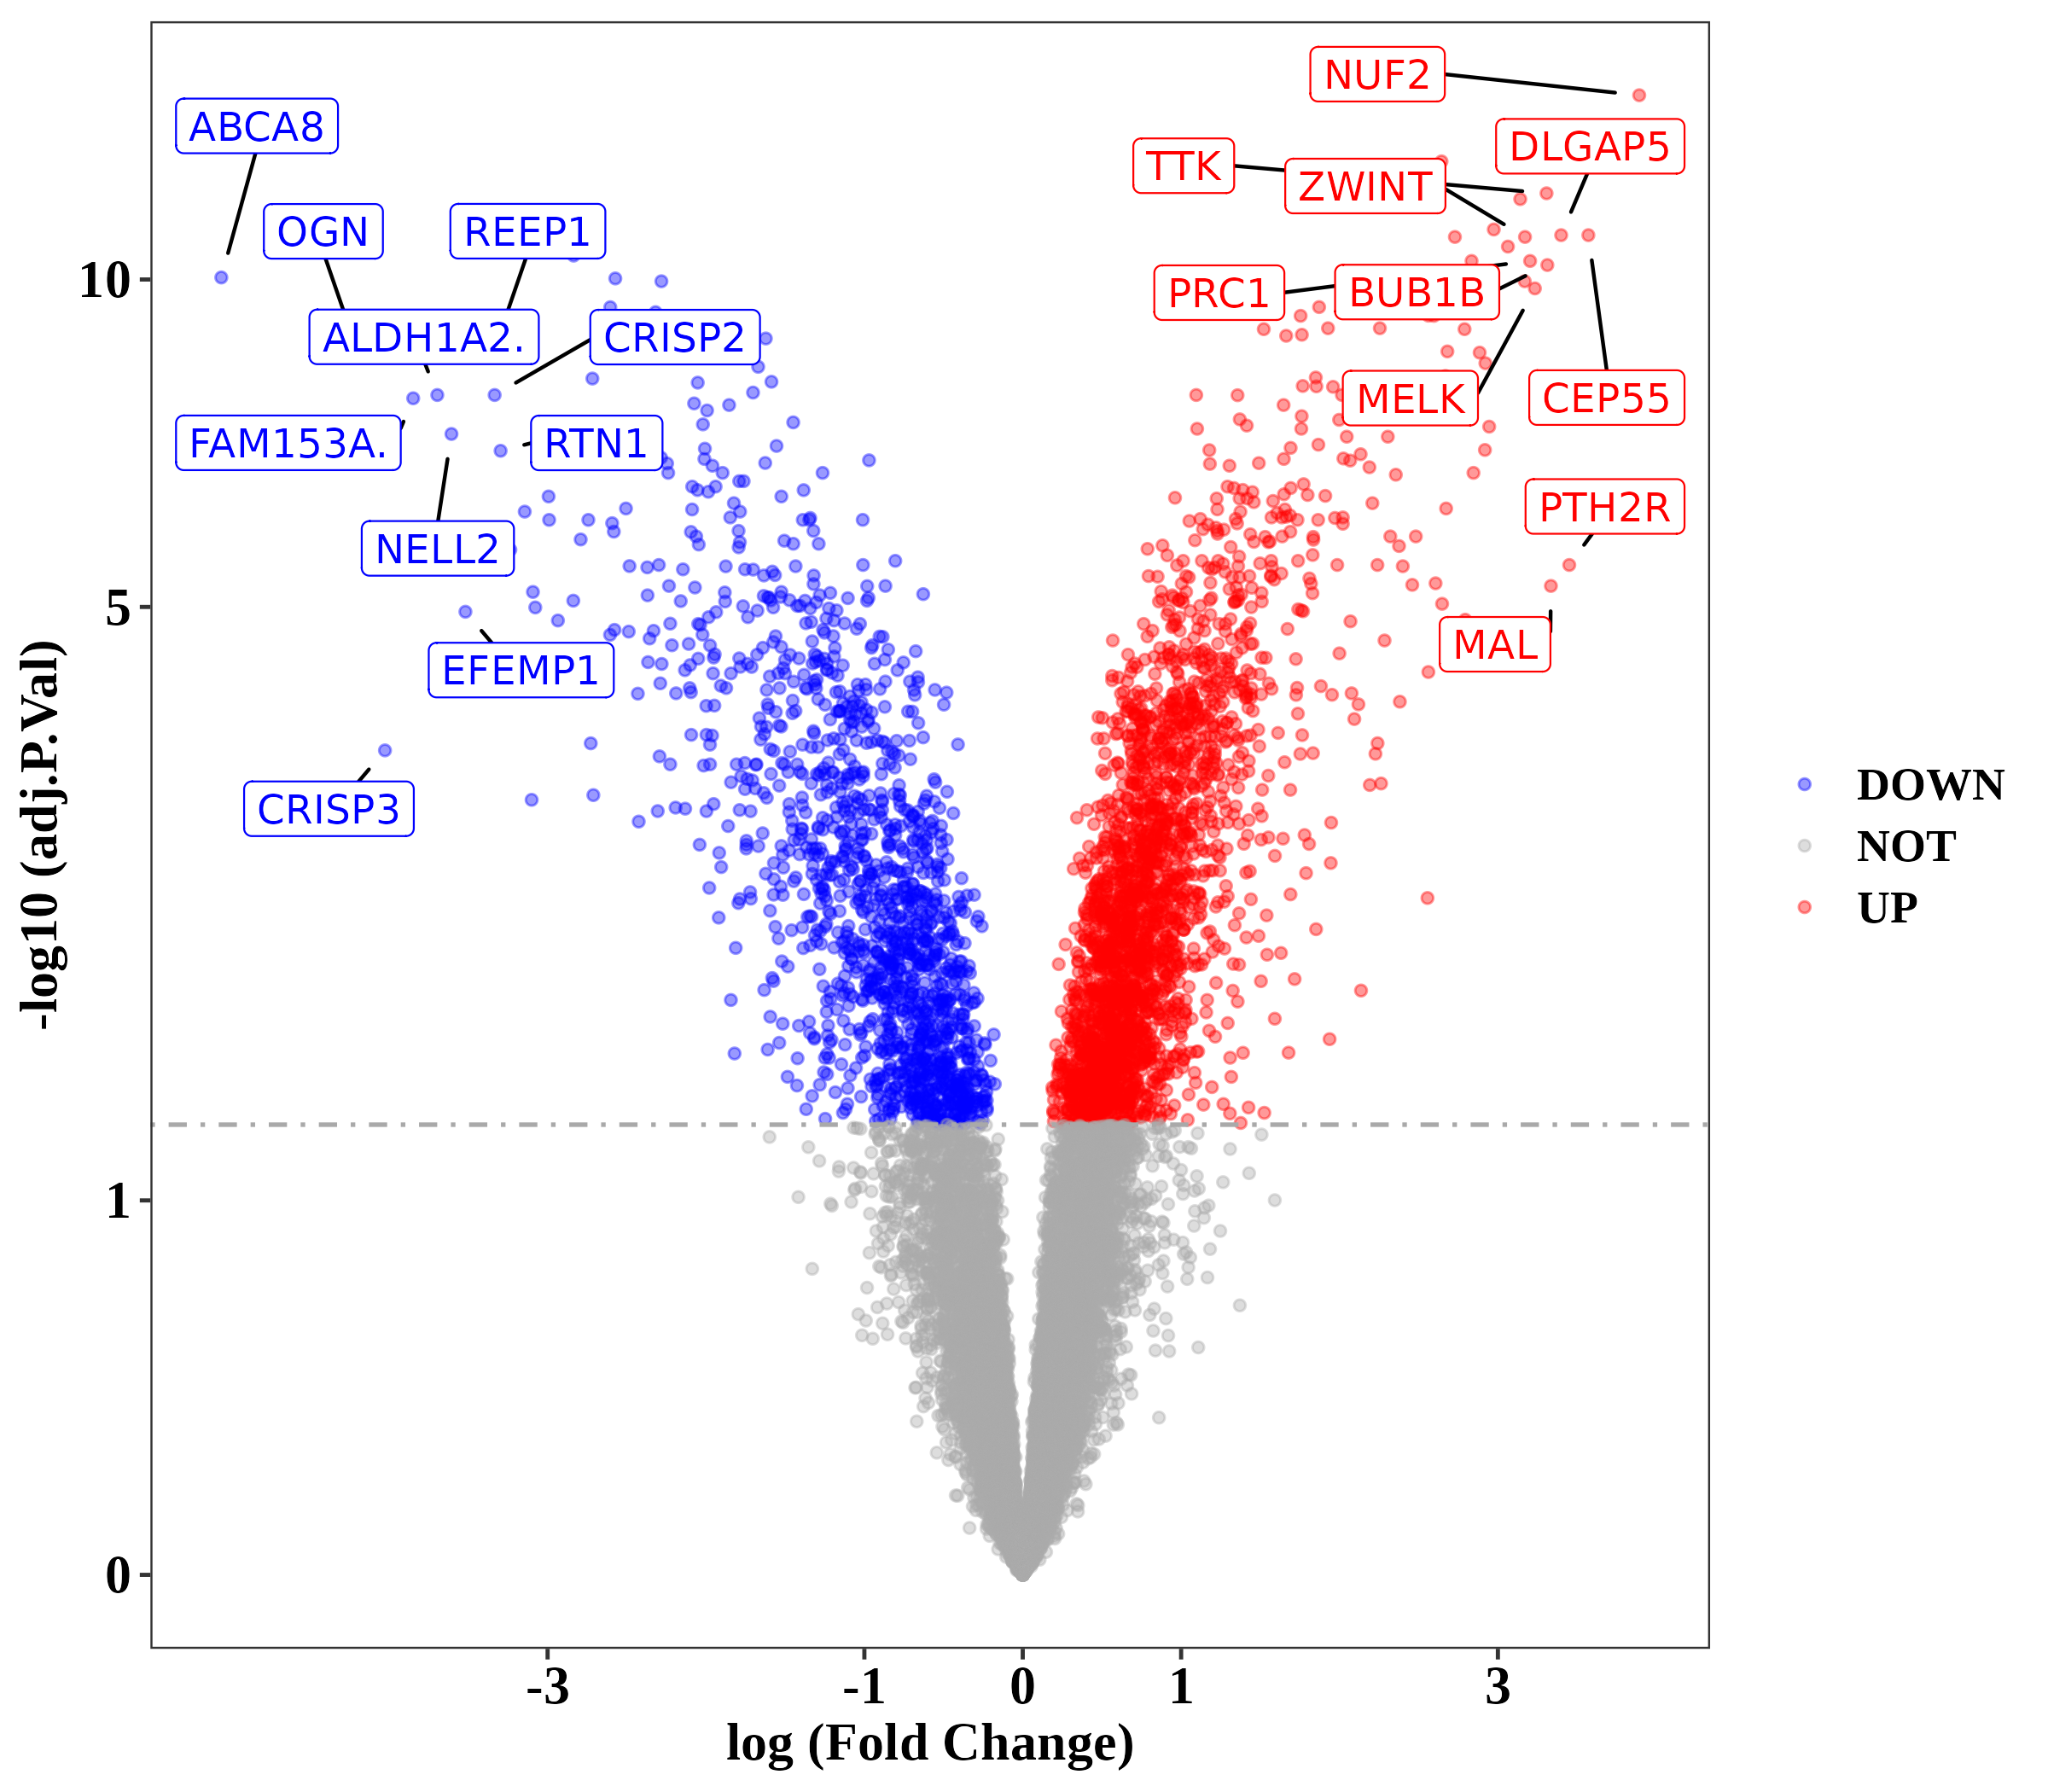 NUF2
ABCA8
DLGAP5
TTK
ZWINT
OGN
REEP1
10
PRC1
BUB1B
ALDH1A2.
CRISP2
MELK
CEP55
FAM153A.
RTN1
PTH2R
NELL2
5
MAL
EFEMP1
CRISP3
-log10 (adj.P.Val)
DOWN
NOT
UP
1
0
-3
-1
0
1
3
log (Fold Change)